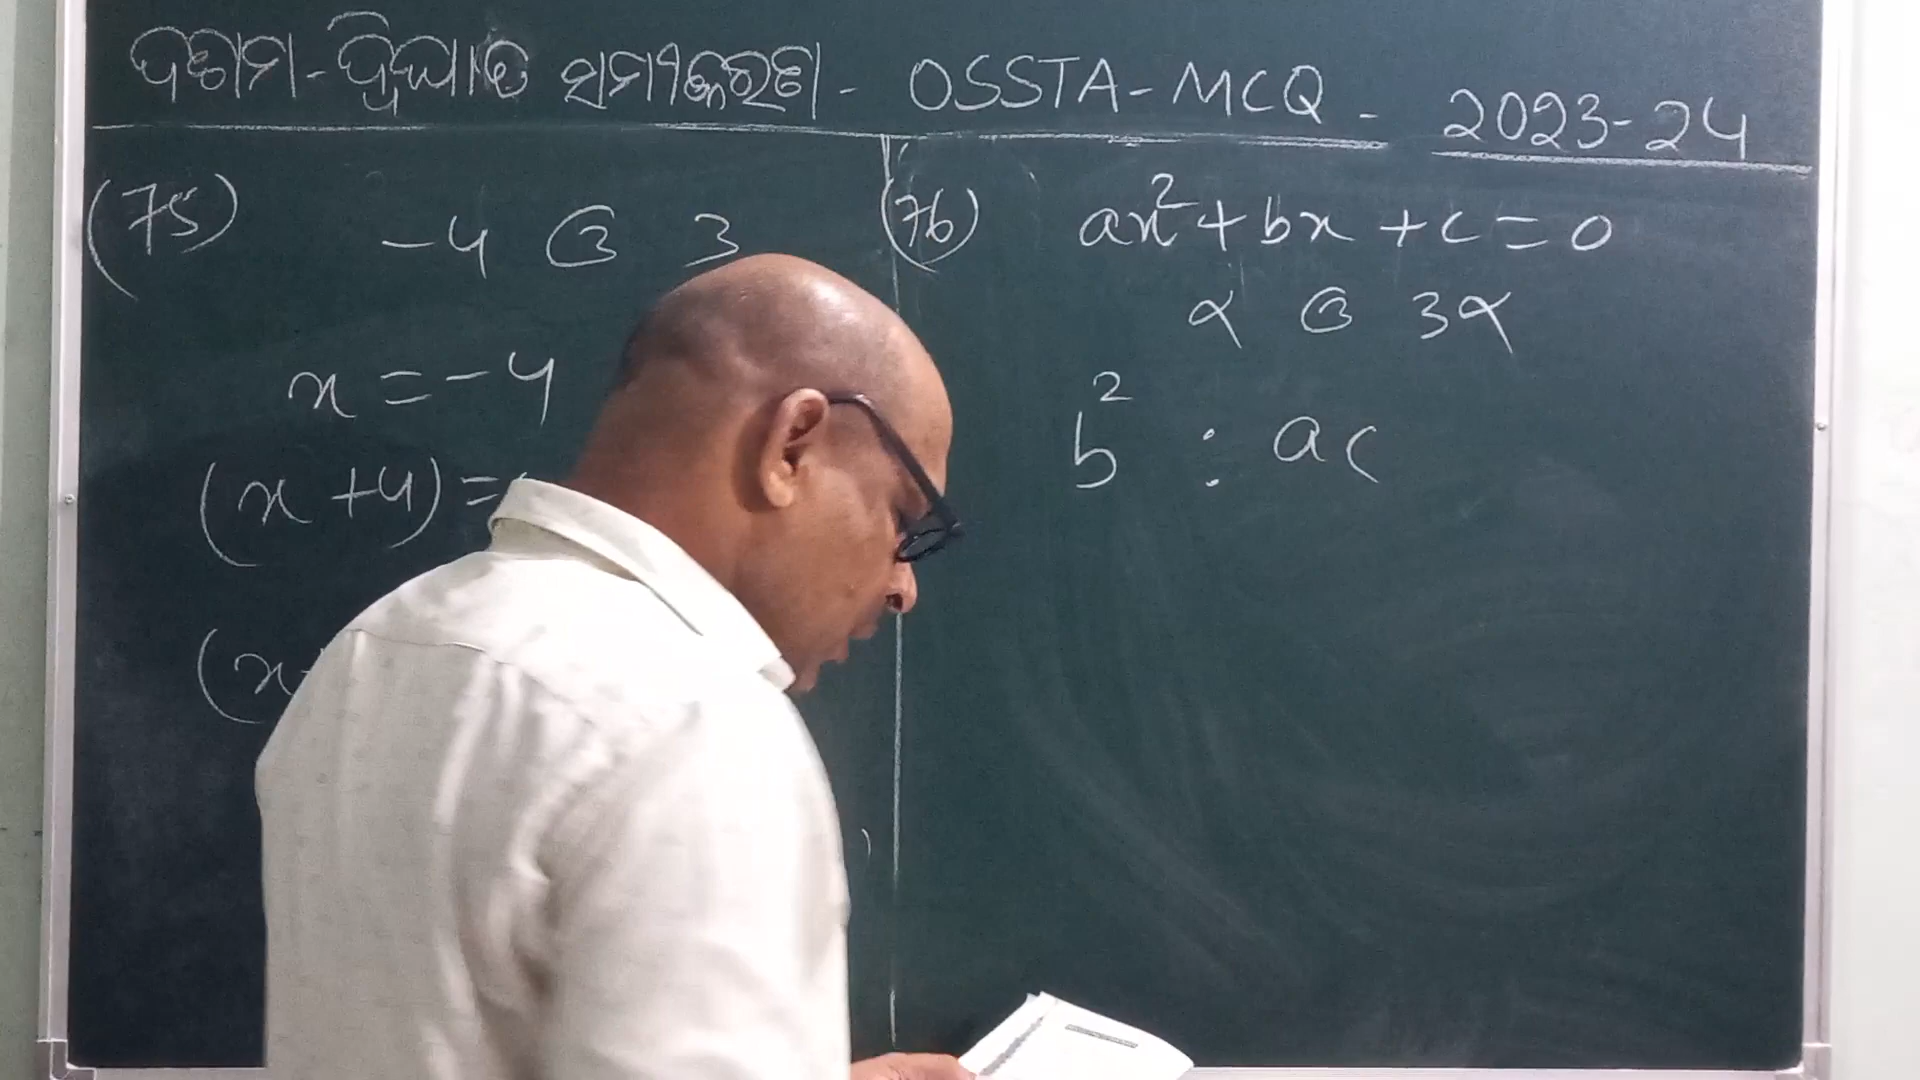 ଦଶମ - ଦ୍ଵିଘାତ ସମୀକରଣ - OSSTA - MCQ - 2023-24
(75) -4 ଓ 3
x = -4
(x +4) =
(x
(76) ax² + bx + c = 0
α ଓ 3α
b² : ac